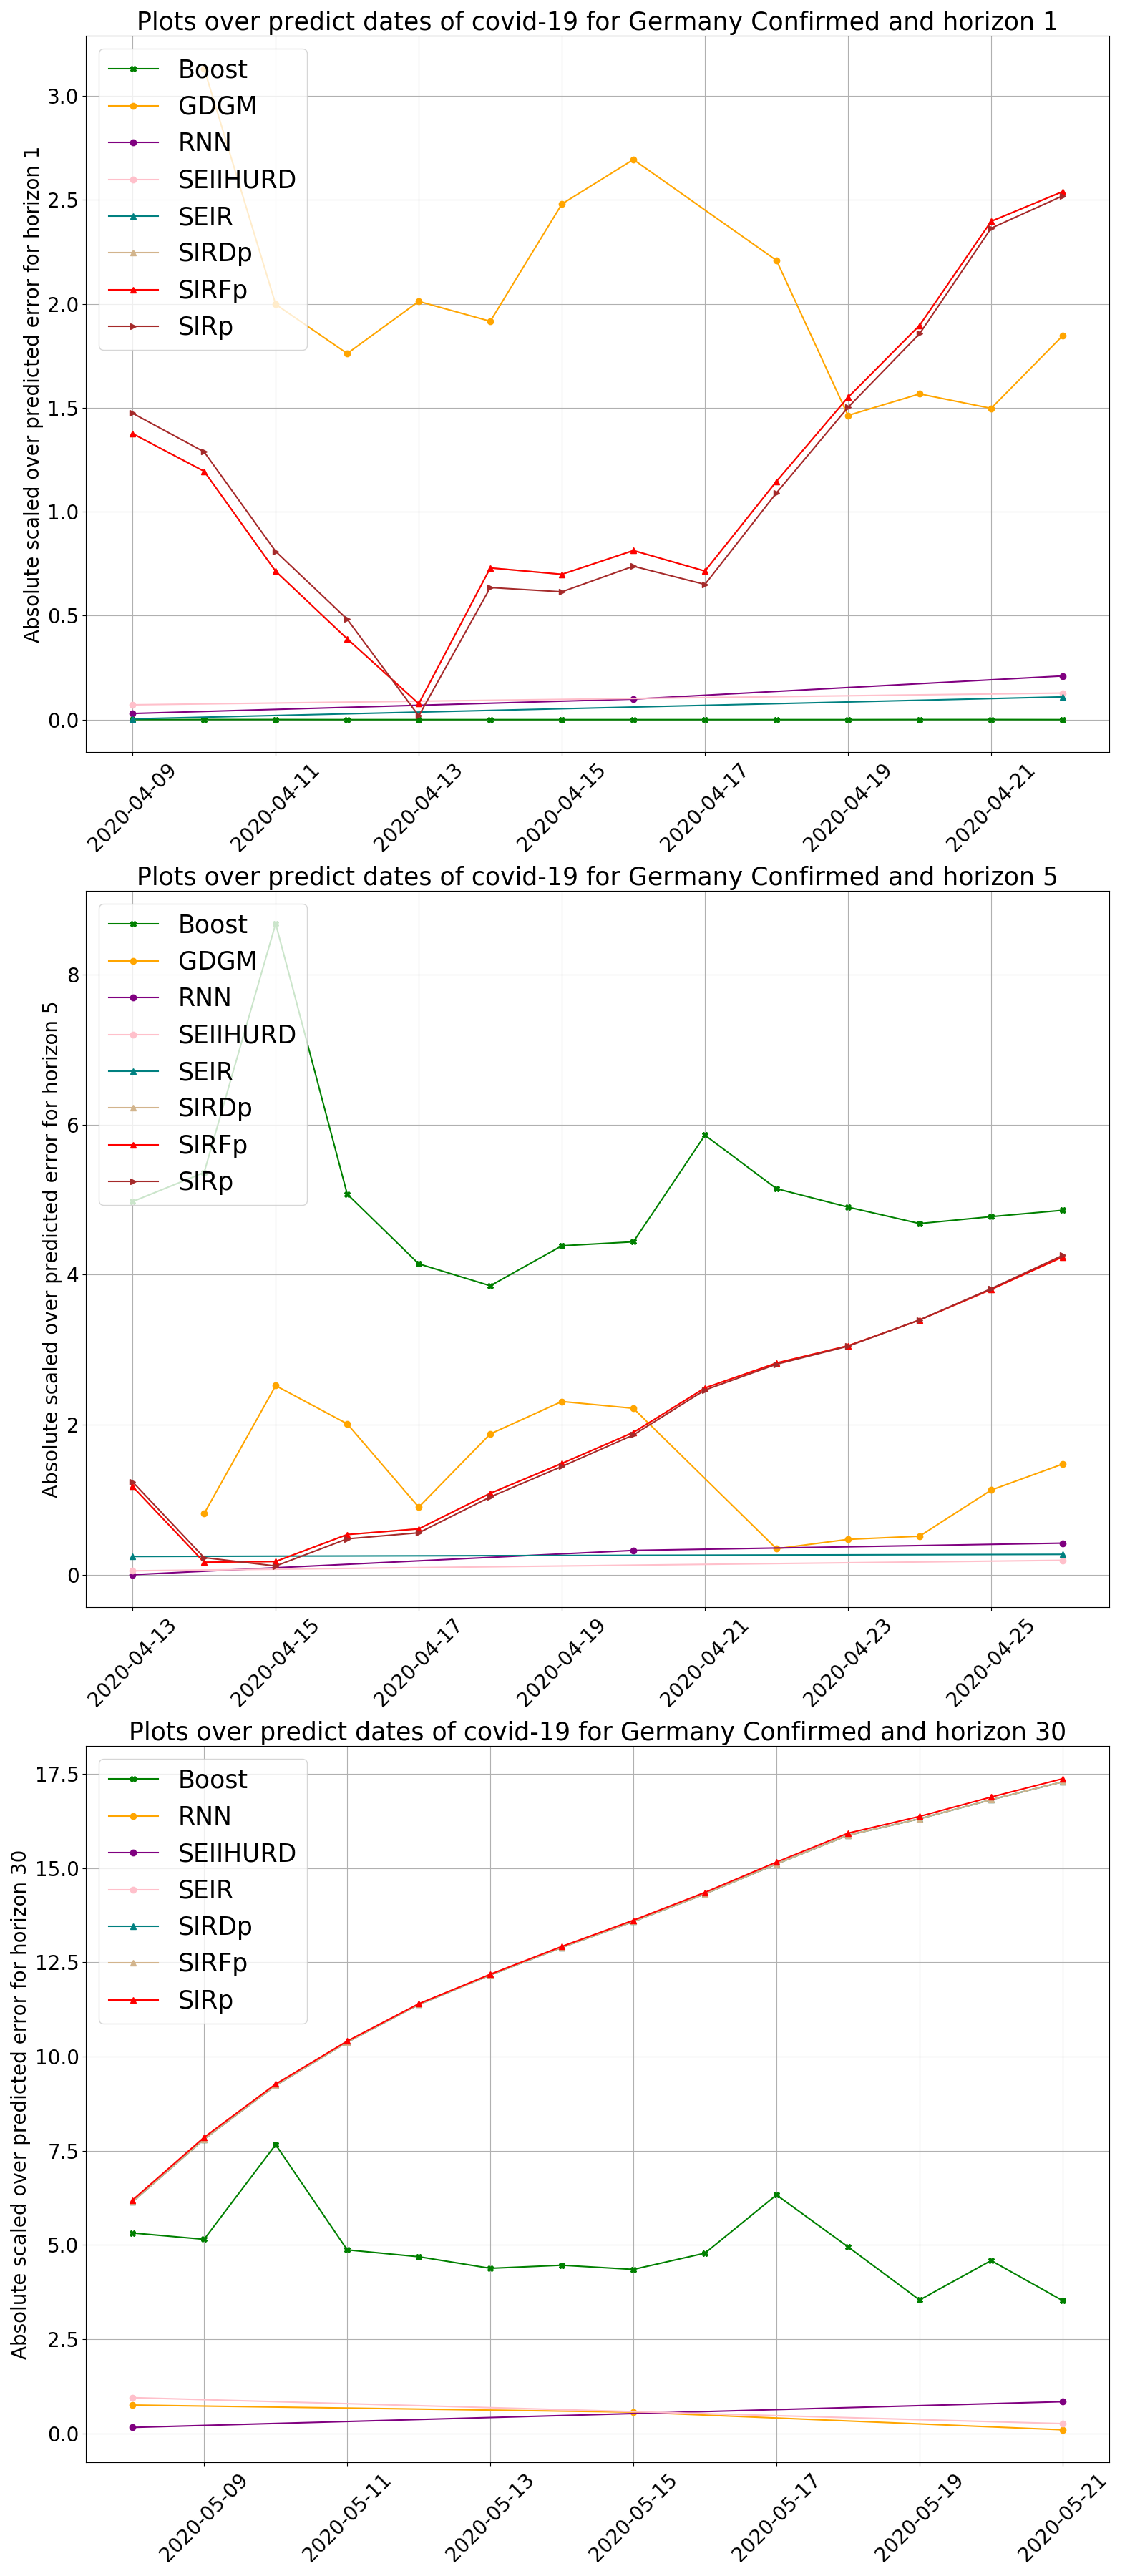 Plots over predict dates of covid-19 for Germany Confirmed and horizon 1
Absolute scaled over predicted error for horizon 1
Boost
GDGM
RNN
SEIIHURD
SEIR
SIRDp
SIRFp
SIRp
3.0
2.5
2.0
1.5
1.0
0.5
0.0
2020-04-09
2020-04-11
2020-04-13
2020-04-15
2020-04-17
2020-04-19
2020-04-21
Plots over predict dates of covid-19 for Germany Confirmed and horizon 5
Absolute scaled over predicted error for horizon 5
Boost
GDGM
RNN
SEIIHURD
SEIR
SIRDp
SIRFp
SIRp
8
6
4
2
0
2020-04-13
2020-04-15
2020-04-17
2020-04-19
2020-04-21
2020-04-23
2020-04-25
Plots over predict dates of covid-19 for Germany Confirmed and horizon 30
Absolute scaled over predicted error for horizon 30
Boost
RNN
SEIIHURD
SEIR
SIRDp
SIRFp
SIRp
17.5
15.0
12.5
10.0
7.5
5.0
2.5
0.0
2020-05-09
2020-05-11
2020-05-13
2020-05-15
2020-05-17
2020-05-19
2020-05-21